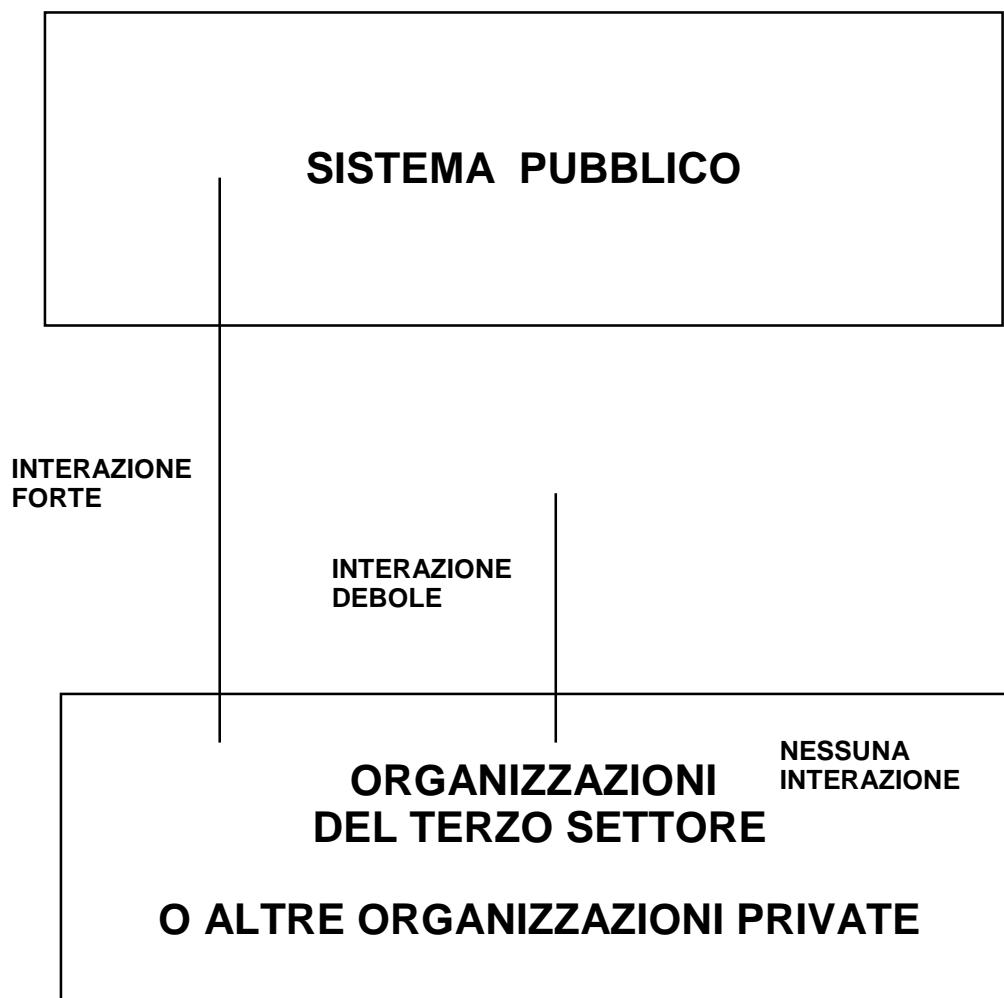 SISTEMA PUBBLICO
INTERAZIONE
FORTE
INTERAZIONE
DEBOLE
NESSUNA
INTERAZIONE
ORGANIZZAZIONI
DEL TERZO SETTORE
O ALTRE ORGANIZZAZIONI PRIVATE